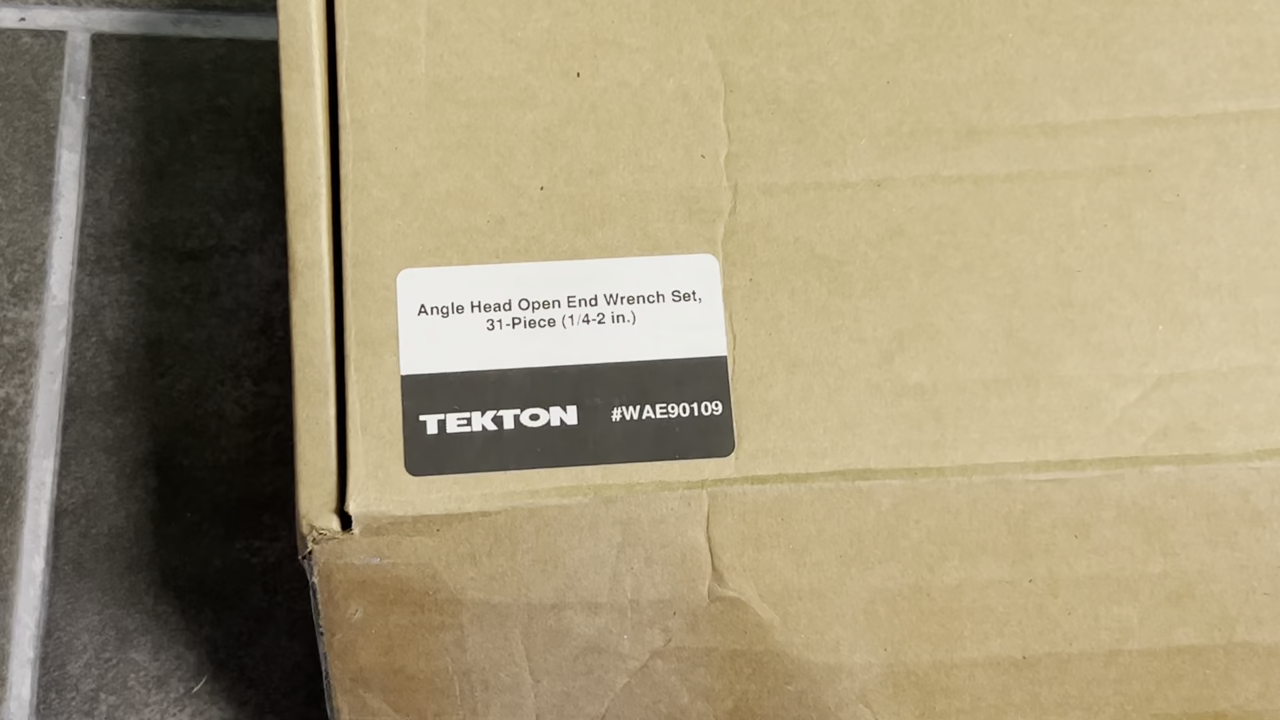 Angle Head Open End Wrench Set,
31-Piece (1/4-2 in.)
TEKTON #WAE90109